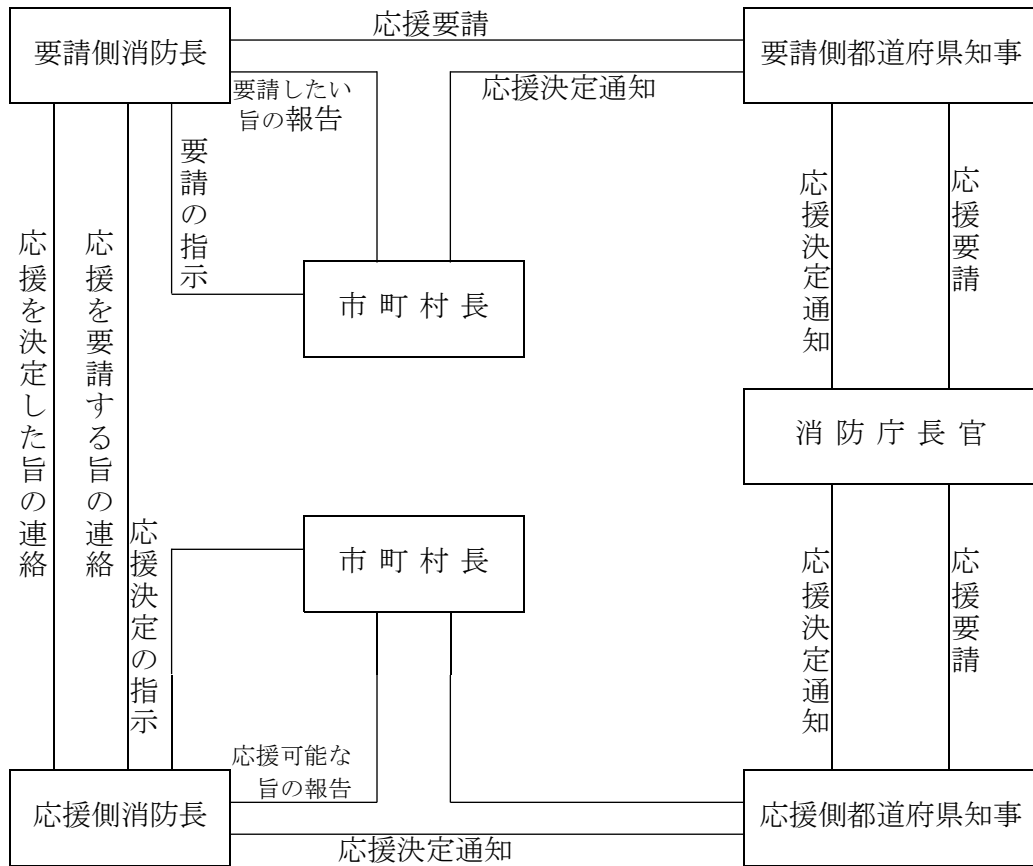 要請側消防長
応援要請
要請側都道府県知事
要請したい
旨の報告
応援決定通知
要請の指示
市町村長
応援決定通知
応援要請
応援を決定した旨の連絡
応援を要請する旨の連絡
消防庁長官
市町村長
応援決定の指示
応援決定通知
応援要請
応援可能な
旨の報告
応援側消防長
応援決定通知
応援側都道府県知事